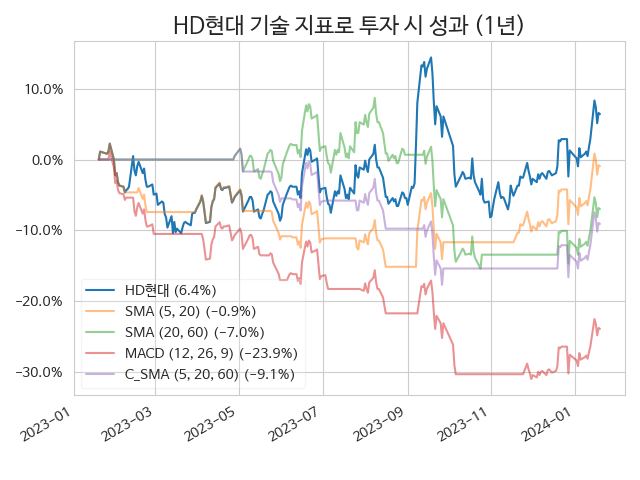 HD현대 기술 지표로 투자 시 성과 (1년)
10.0%
0.0%
−10.0%
−20.0%
−30.0%
HD현대 (6.4%)
SMA (5, 20) (−0.9%)
SMA (20, 60) (−7.0%)
MACD (12, 26, 9) (−23.9%)
C_SMA (5, 20, 60) (−9.1%)
2023−01
2023−03
2023−05
2023−07
2023−09
2023−11
2024−01